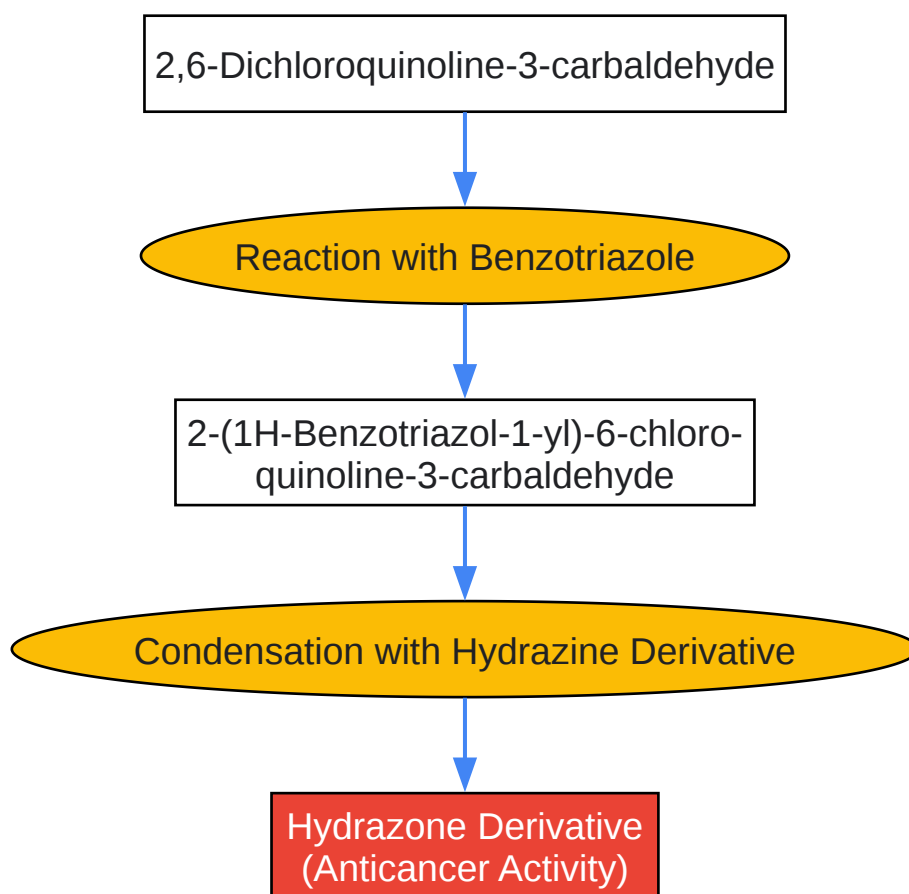 2,6-Dichloroquinoline-3-carbaldehyde
Reaction with Benzotriazole
2-(1H-Benzotriazol-1-yl)-6-chloro-
quinoline-3-carbaldehyde
Condensation with Hydrazine Derivative
Hydrazone Derivative
(Anticancer Activity)